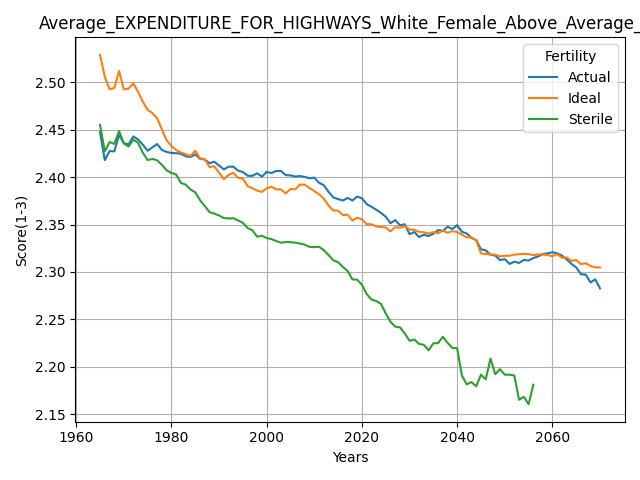 Average_EXPENDITURE_FOR_HIGHWAYS_White_Female_Above_Average_
Fertility
Actual
Ideal
Sterile
Score(1-3)
2.50
2.45
2.40
2.35
2.30
2.25
2.20
2.15
1960
1980
2000
2020
2040
2060
Years